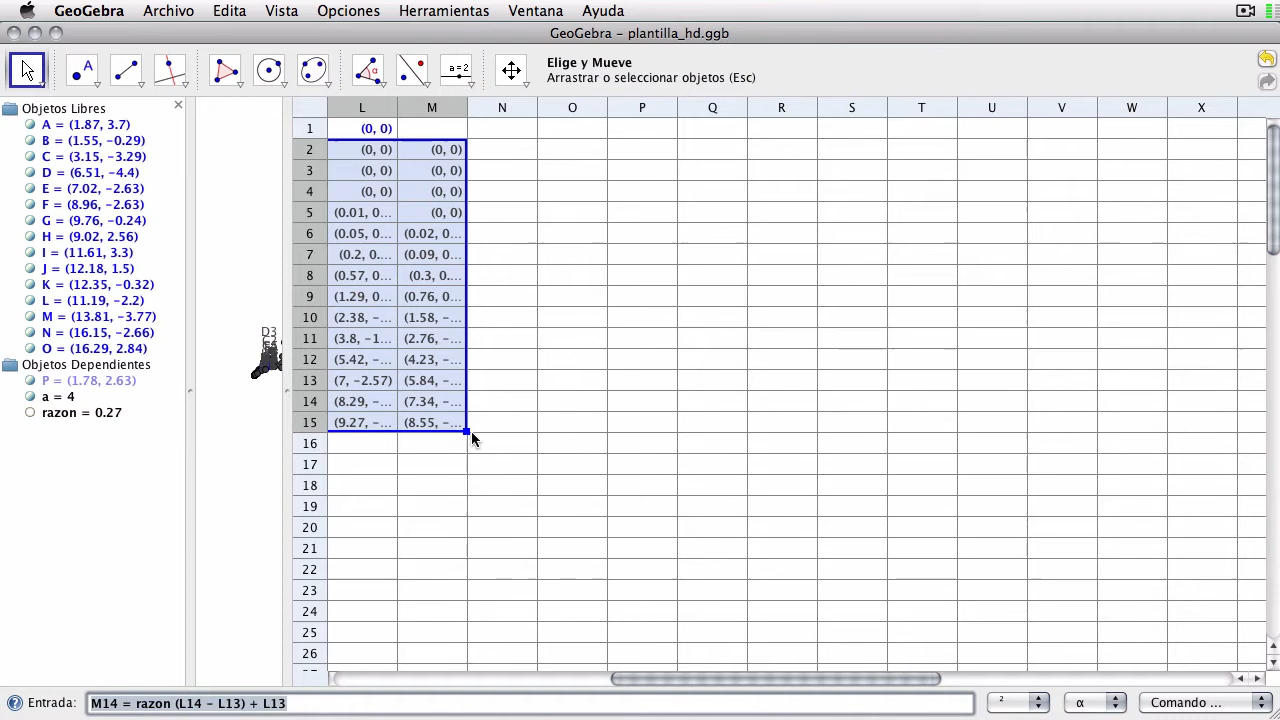 GeoGebra Archivo Edita Vista Opciones Herramientas Ventana Ayuda
GeoGebra – plantilla_hd.ggb
A α a=2
Elige y Mueve
Arrastrar o seleccionar objetos (Esc)
Objetos Libres
A = (1.87, 3.7)
B = (1.55, -0.29)
C = (3.15, -3.29)
D = (6.51, -4.4)
E = (7.02, -2.63)
F = (8.96, -2.63)
G = (9.76, -0.24)
H = (9.02, 2.56)
I = (11.61, 3.3)
J = (12.18, 1.5)
K = (12.35, -0.32)
L = (11.19, -2.2)
M = (13.81, -3.77)
N = (16.15, -2.66)
O = (16.29, 2.84)
Objetos Dependientes
P = (1.78, 2.63)
a = 4
razon = 0.27
D3
L M N O P Q R S T U V W X
1 (0, 0)
2 (0, 0) (0, 0)
3 (0, 0) (0, 0)
4 (0, 0) (0, 0)
5 (0.01, 0... (0, 0)
6 (0.05, 0... (0.02, 0...
7 (0.2, 0.... (0.09, 0...
8 (0.57, 0... (0.3, 0....
9 (1.29, 0... (0.76, 0...
10 (2.38, -... (1.58, -...
11 (3.8, -1... (2.76, -...
12 (5.42, -... (4.23, -...
13 (7, -2.57) (5.84, -...
14 (8.29, -... (7.34, -...
15 (9.27, -... (8.55, -...
16
17
18
19
20
21
22
23
24
25
26
Entrada: M14 = razon (L14 – L13) + L13 ² α Comando ...